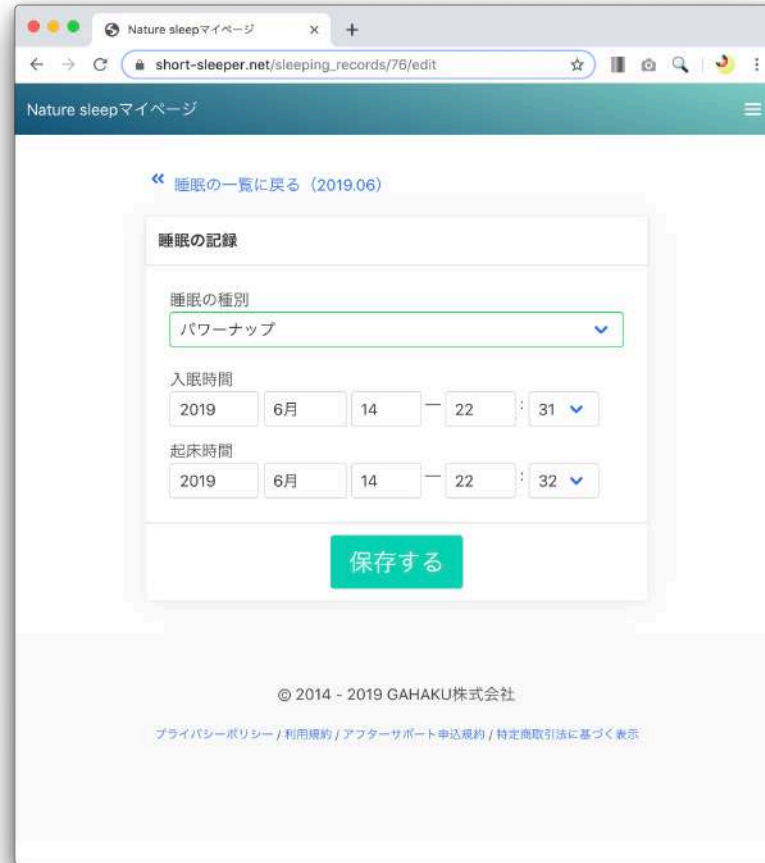 Nature sleepマイページ
short-sleeper.net/sleeping_records/76/edit
Nature sleepマイページ
« 睡眠の一覧に戻る（2019.06）
睡眠の記録
睡眠の種別
パワーナップ
入眠時間
2019 6月 14 — 22 : 31
起床時間
2019 6月 14 — 22 : 32
保存する
© 2014 - 2019 GAHAKU株式会社
プライバシーポリシー / 利用規約 / アフターサポート申込規約 / 特定商取引法に基づく表示